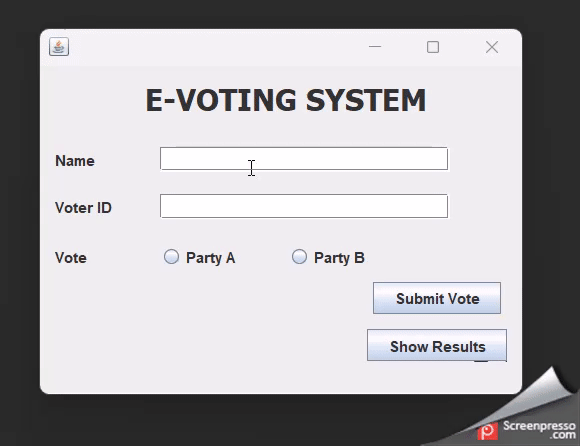 E-VOTING SYSTEM
Name
Voter ID
Vote
Party A
Party B
Submit Vote
Show Results
Screenpresso
.com